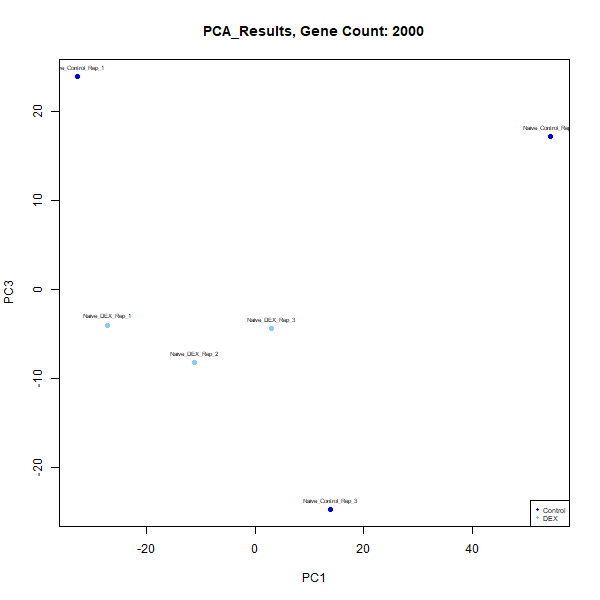 PCA_Results, Gene Count: 2000
e_Control_Rep_1
Naive_Control_Rep
Naive_DEX_Rep_1
Naive_DEX_Rep_3
Naive_DEX_Rep_2
Naive_Control_Rep_3
Control
DEX
20
10
0
-10
-20
PC3
-20
0
20
40
PC1